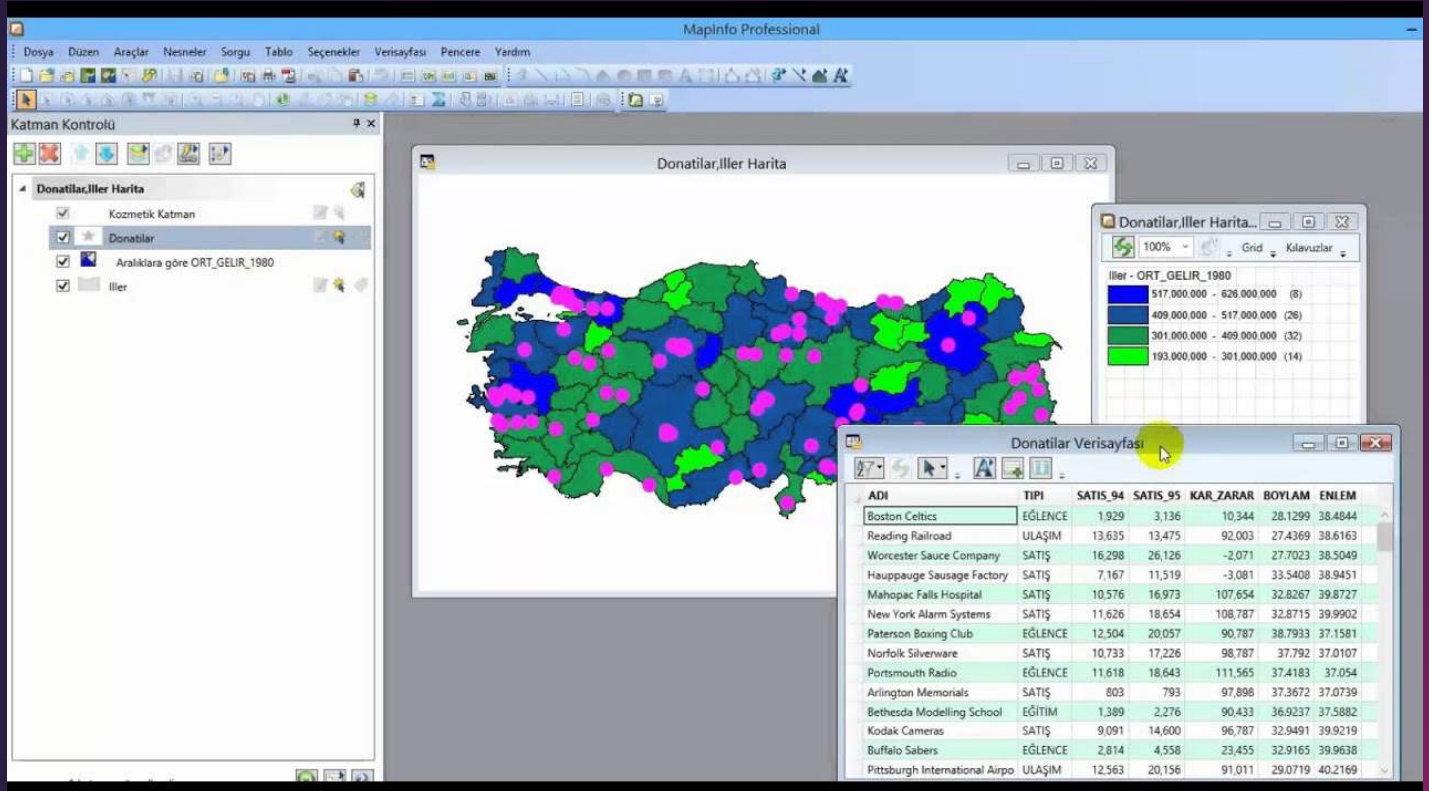 MapInfo Professional
Dosya Düzen Araçlar Nesneler Sorgu Tablo Seçenekler Verisayfası Pencere Yardım
Katman Kontrolü
Donatilar,Iller Harita
Kozmetik Katman
Donatilar
Aralıklara göre ORT_GELIR_1980
Iller
Donatilar,Iller Harita
Donatilar,Iller Harita...
100% Grid Kılavuzlar
Iller - ORT_GELIR_1980
517,000,000 - 626,000,000 (8)
409,000,000 - 517,000,000 (26)
301,000,000 - 409,000,000 (32)
193,000,000 - 301,000,000 (14)
Donatilar Verisayfası
ADI TIPI SATIS_94 SATIS_95 KAR_ZARAR BOYLAM ENLEM
Boston Celtics EĞLENCE 1,929 3,136 10,344 28.1299 38.4844
Reading Railroad ULAŞIM 13,635 13,475 92,003 27.4369 38.6163
Worcester Sauce Company SATIŞ 16,298 26,126 -2,071 27.7023 38.5049
Hauppauge Sausage Factory SATIŞ 7,167 11,519 -3,081 33.5408 38.9451
Mahopac Falls Hospital SATIŞ 10,576 16,973 107,654 32.8267 39.8727
New York Alarm Systems SATIŞ 11,626 18,654 108,787 32.8715 39.9902
Paterson Boxing Club EĞLENCE 12,504 20,057 90,787 38.7933 37.1581
Norfolk Silverware SATIŞ 10,733 17,226 98,787 37.792 37.0107
Portsmouth Radio EĞLENCE 11,618 18,643 111,565 37.4183 37.054
Arlington Memorials SATIŞ 803 793 97,898 37.3672 37.0739
Bethesda Modelling School EĞİTİM 1,389 2,276 90,433 36.9237 37.5882
Kodak Cameras SATIŞ 9,091 14,600 96,787 32.9491 39.9219
Buffalo Sabers EĞLENCE 2,814 4,558 23,455 32.9165 39.9638
Pittsburgh International Airpo ULAŞIM 12,563 20,156 91,011 29.0719 40.2169